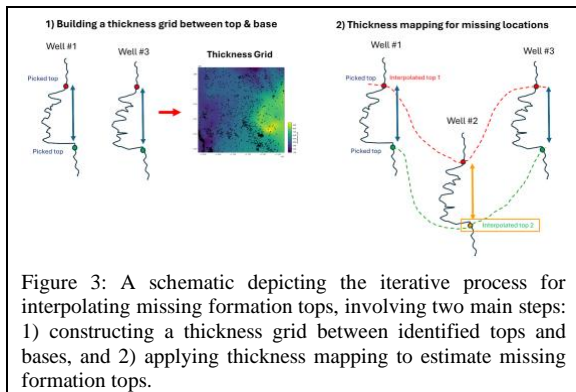 1) Building a thickness grid between top & base
2) Thickness mapping for missing locations
Well #1
Well #3
Thickness Grid
Picked top
Picked top
Well #1
Well #3
Picked top
Interpolated top 1
Well #2
Picked top
Interpolated top 2
Figure 3: A schematic depicting the iterative process for
interpolating missing formation tops, involving two main steps:
1) constructing a thickness grid between identified tops and
bases, and 2) applying thickness mapping to estimate missing
formation tops.